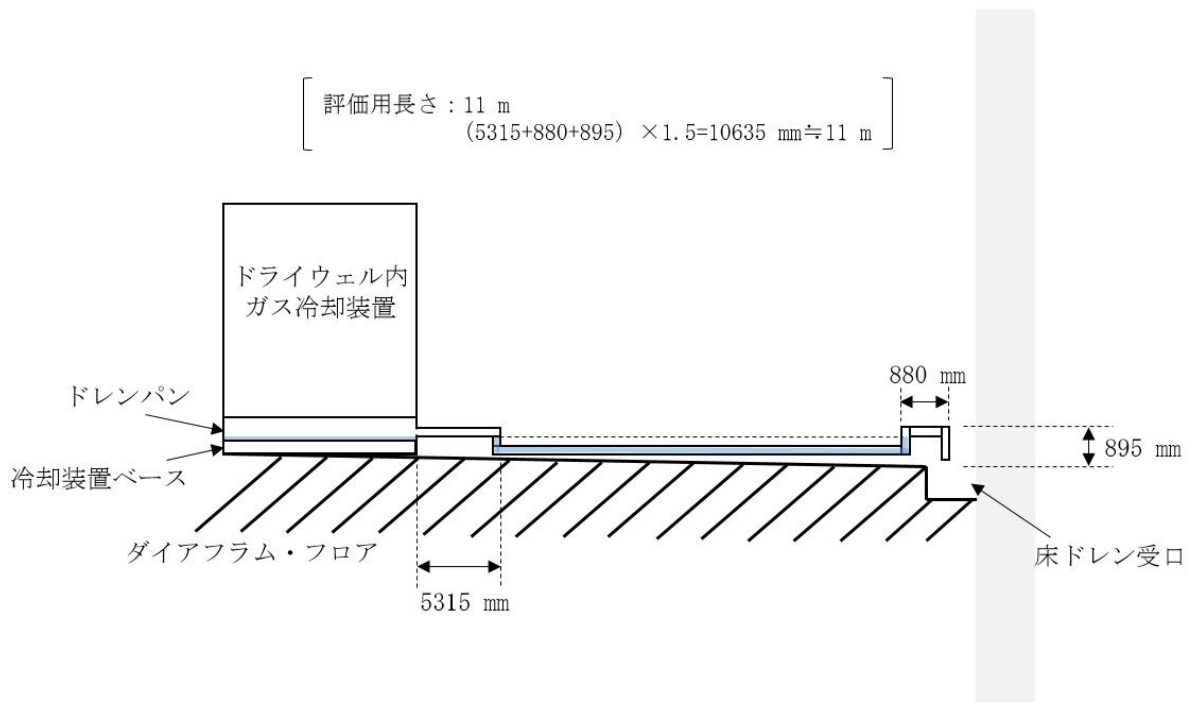 評価用長さ：11 m
(5315+880+895) ×1.5=10635 mm≒11 m
ドライウェル内
ガス冷却装置
880 mm
ドレンパン
895 mm
冷却装置ベース
ダイアフラム・フロア
床ドレン受口
5315 mm